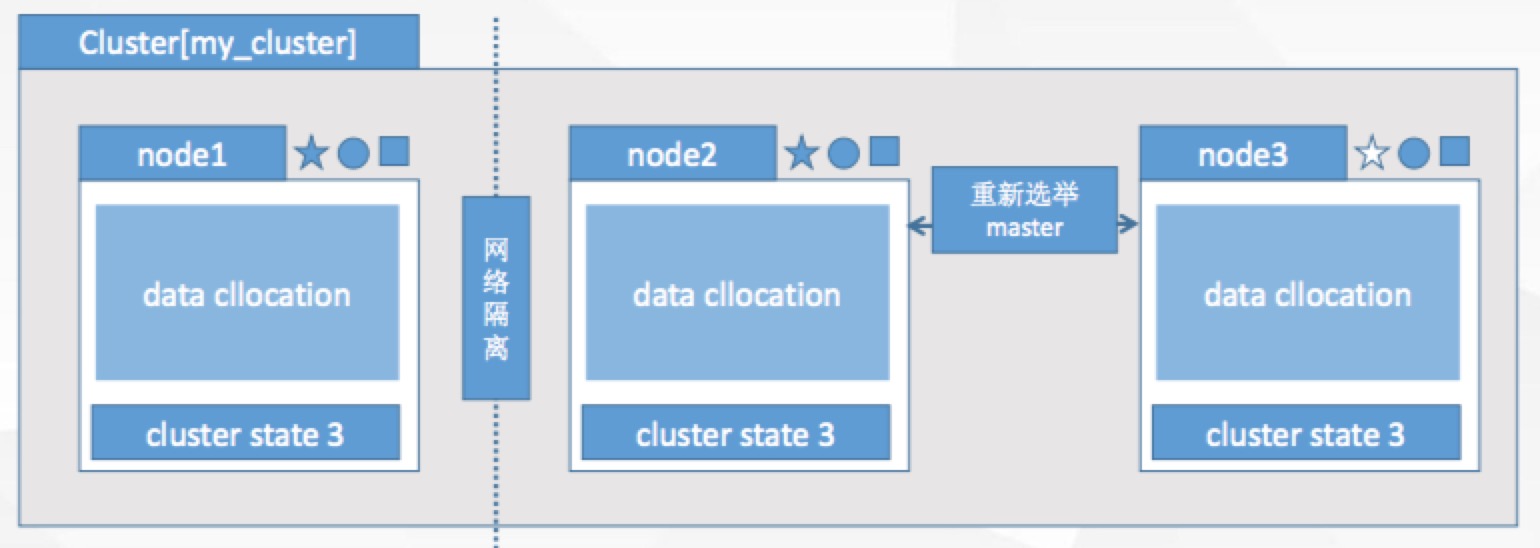 Cluster[my_cluster]
node1
node2
node3
重新选举
master
网
络
隔
离
data cllocation
data cllocation
data cllocation
cluster state 3
cluster state 3
cluster state 3